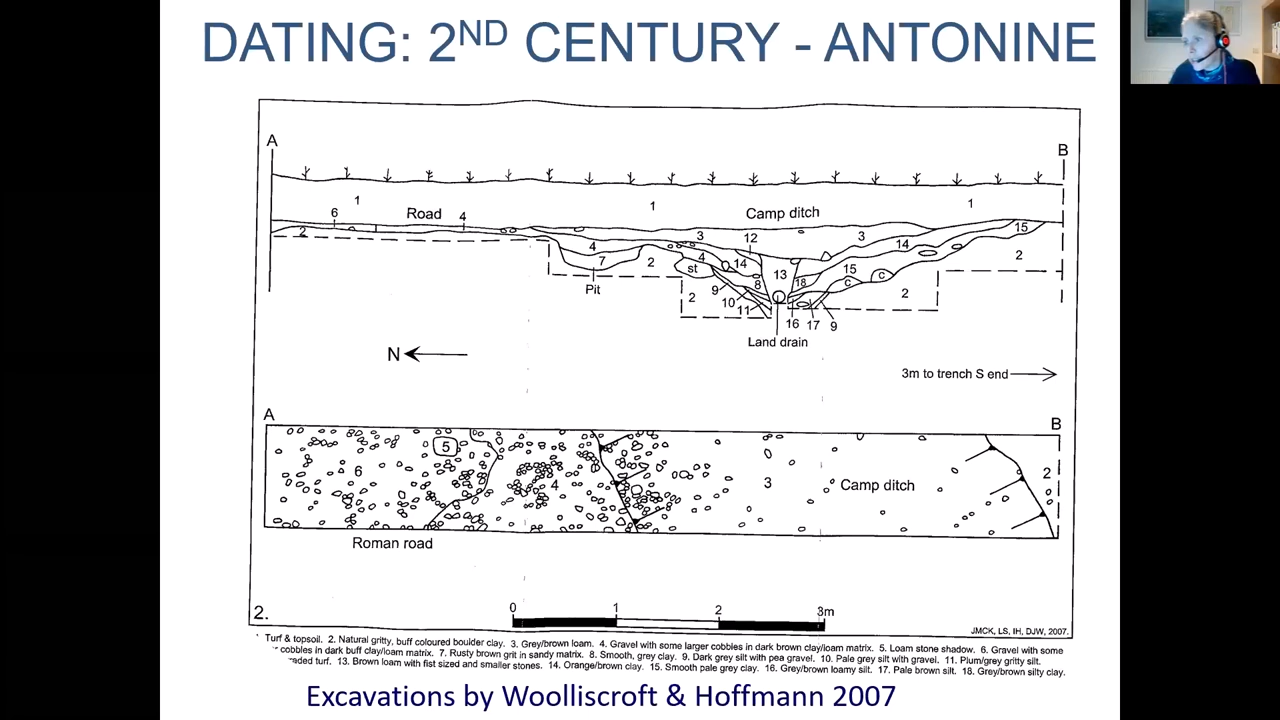 DATING: 2ND CENTURY - ANTONINE
A
B
1
6
Road
4
1
Camp ditch
1
2
3
12
3
14
15
4
7
2
4
14
st
8
13
18
15
c
c
2
2
9
10
11
2
16
17
9
Pit
Land drain
N
3m to trench S end
A
B
5
6
4
3
Camp ditch
2
Roman road
0
1
2
3m
2.
JMCK, LS, IH, DJW, 2007.
Turf & topsoil. 2. Natural gritty, buff coloured boulder clay. 3. Grey/brown loam. 4. Gravel with some larger cobbles in dark brown clay/loam matrix. 5. Loam stone shadow. 6. Gravel with some
cobbles in dark buff clay/loam matrix. 7. Rusty brown grit in sandy matrix. 8. Smooth, grey clay. 9. Dark grey silt with pea gravel. 10. Pale grey silt with gravel. 11. Plum/grey gritty silt.
turf. 13. Brown loam with fist sized and smaller stones. 14. Orange/brown clay. 15. Smooth pale grey clay. 16. Grey/brown loamy silt. 17. Pale brown silt. 18. Grey/brown silty clay.
Excavations by Woolliscroft & Hoffmann 2007